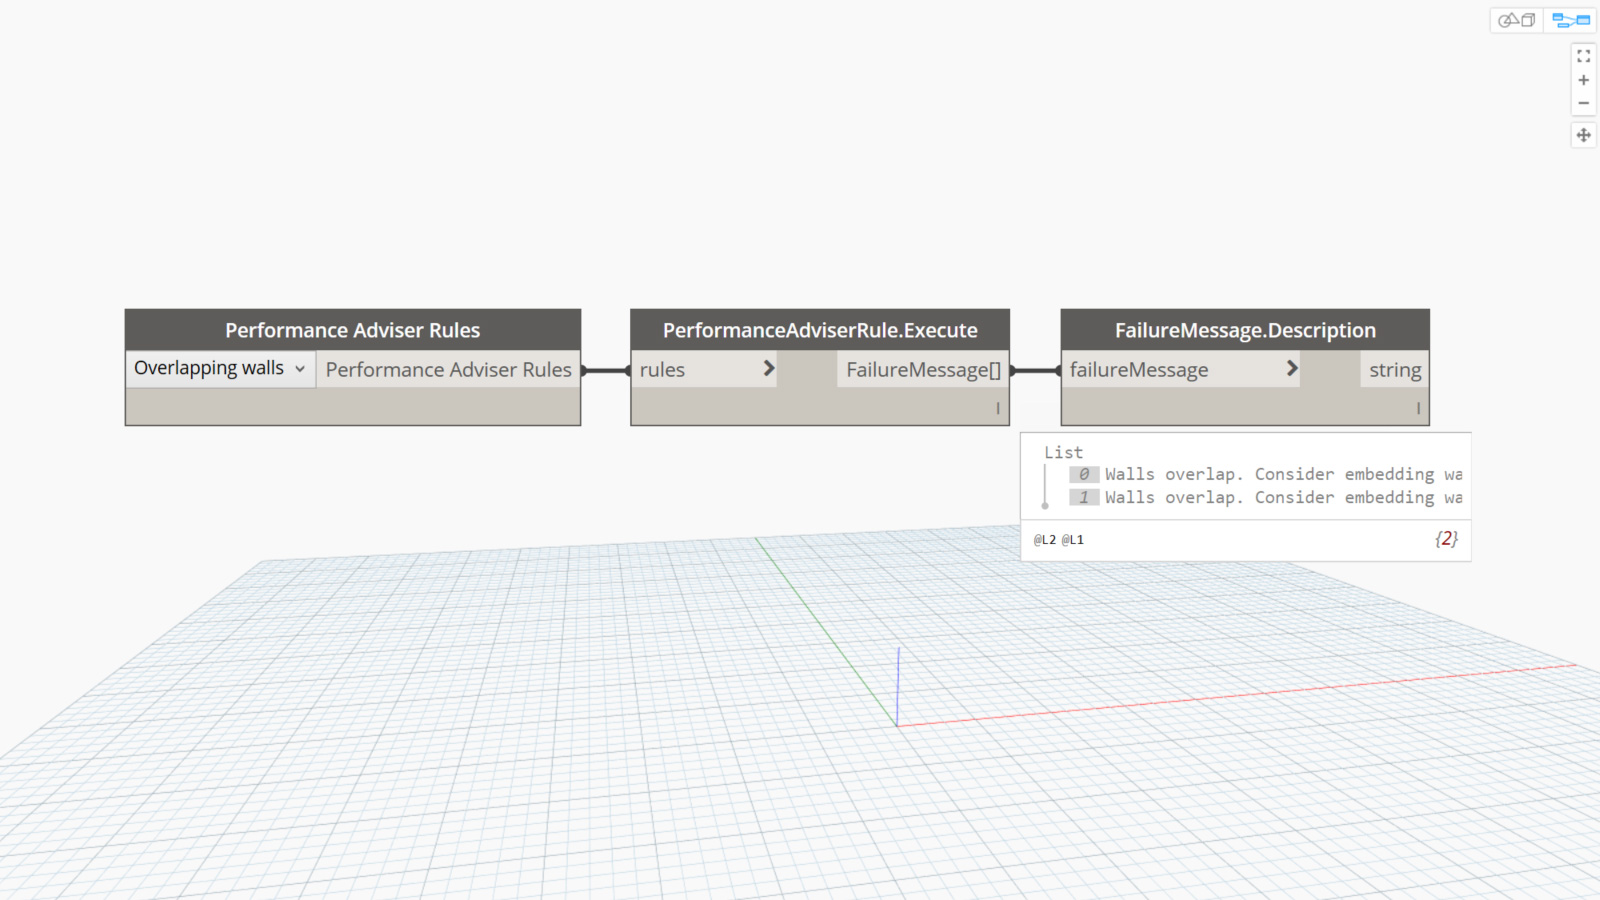 Performance Adviser Rules
Overlapping walls
Performance Adviser Rules
PerformanceAdviserRule.Execute
rules
FailureMessage[]
FailureMessage.Description
failureMessage
string
List
0 Walls overlap. Consider embedding wa
1 Walls overlap. Consider embedding wa
@L2 @L1
{2}